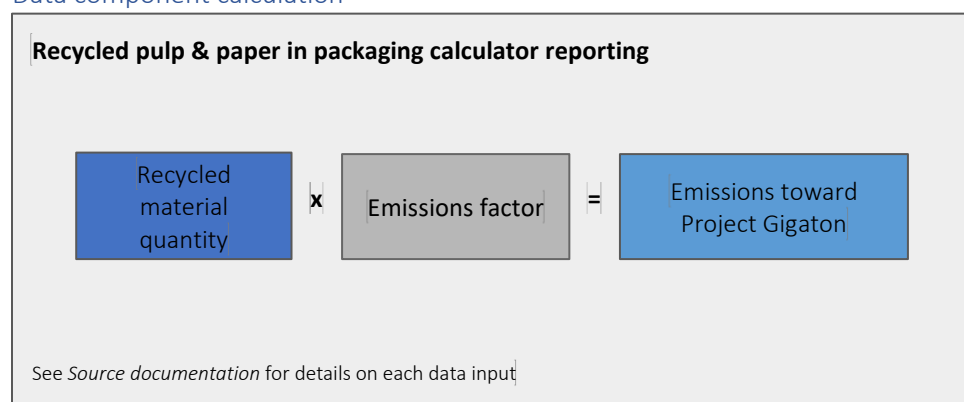 Data component calculation
Recycled pulp & paper in packaging calculator reporting
Recycled
material
quantity
x
Emissions factor
=
Emissions toward
Project Gigaton
See Source documentation for details on each data input